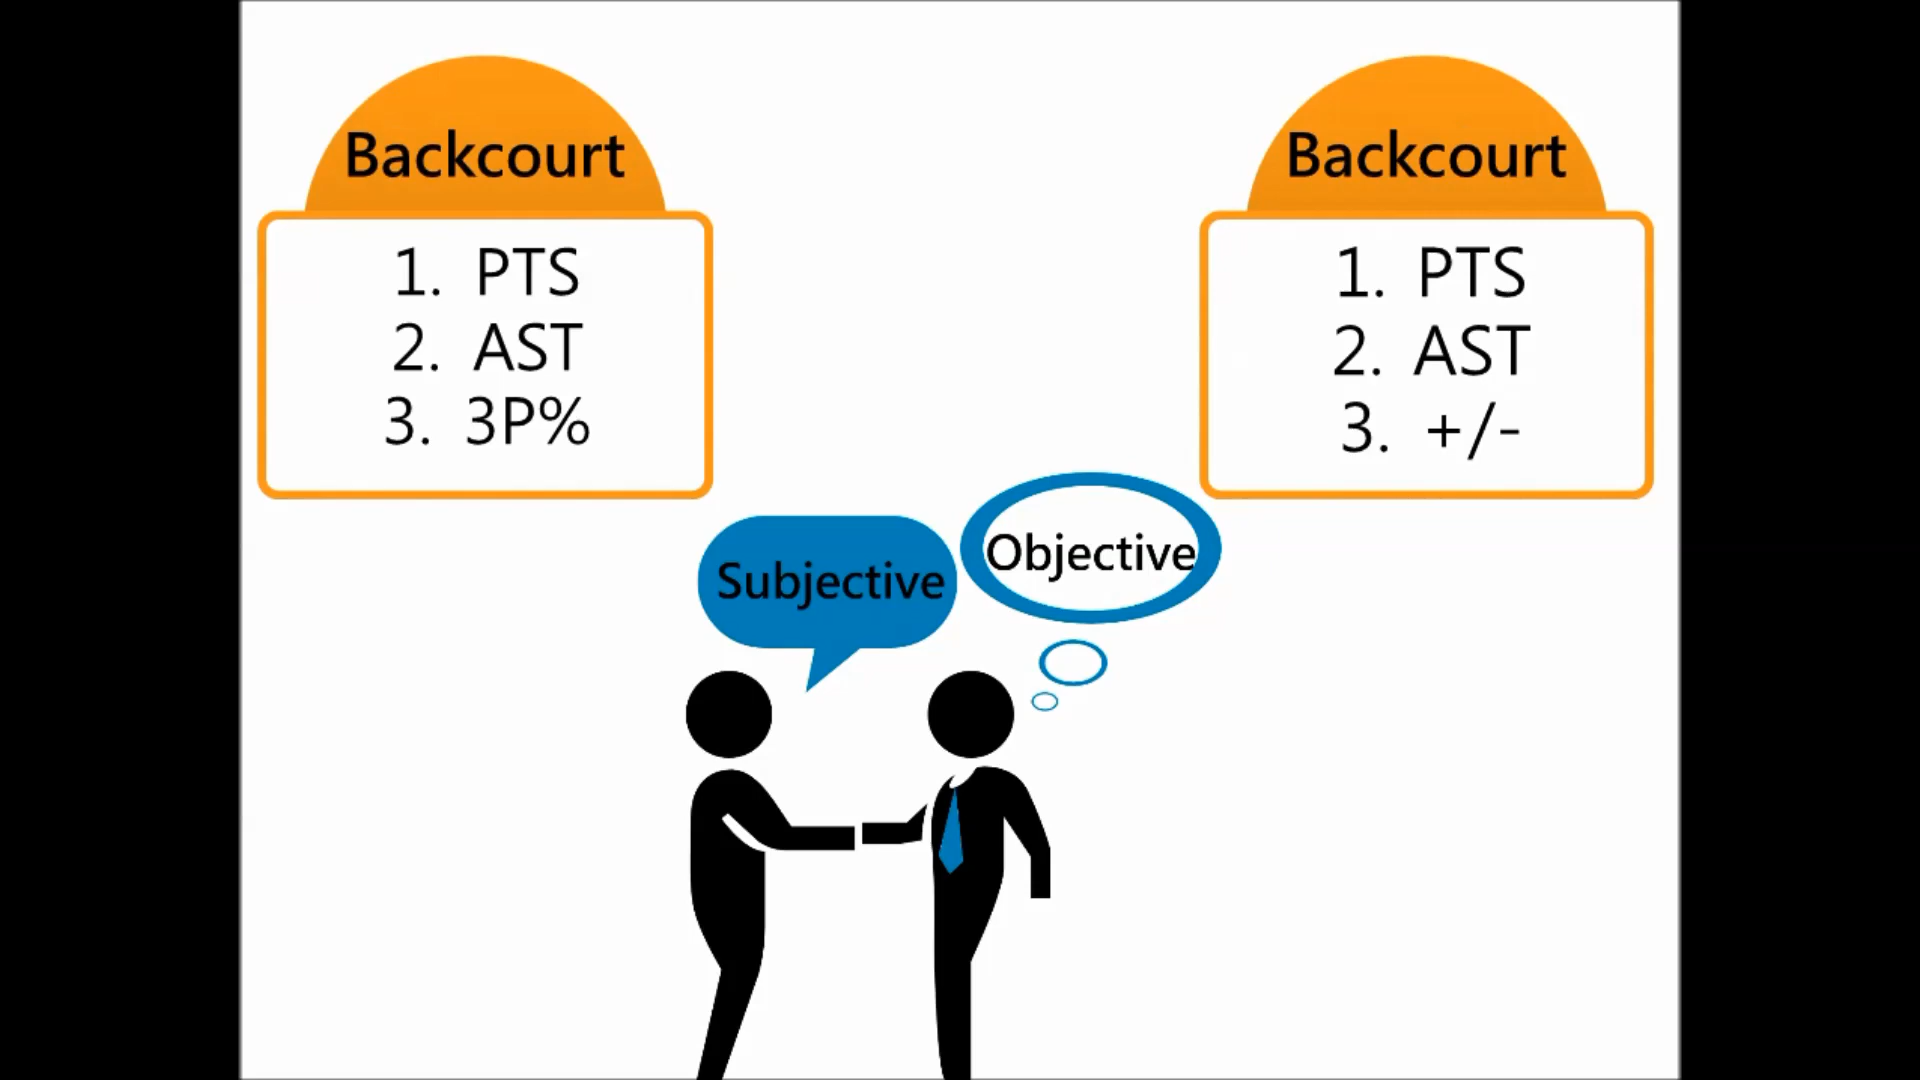 Backcourt
1. PTS
2. AST
3. 3P%
Backcourt
1. PTS
2. AST
3. +/-
Subjective
Objective